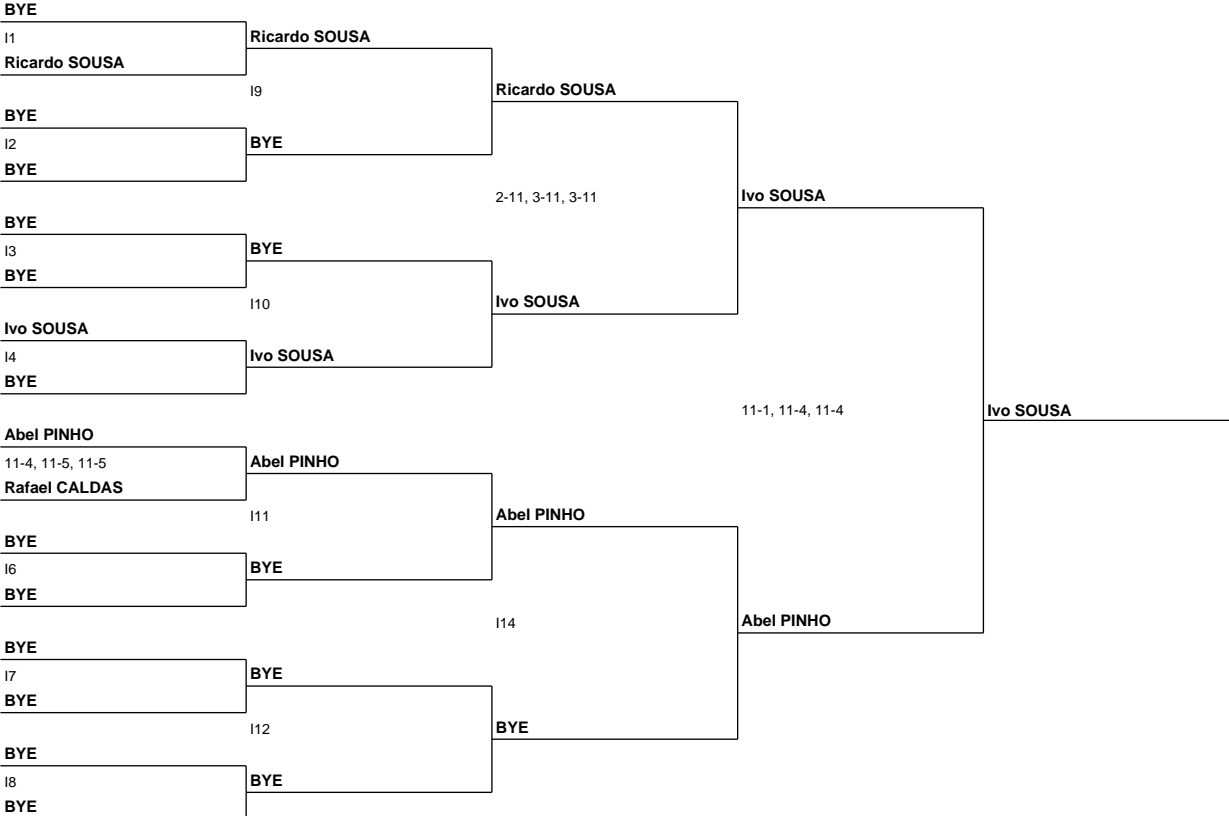 BYE
I1
Ricardo SOUSA
BYE
I2
BYE
BYE
I3
BYE
Ivo SOUSA
I4
BYE
Abel PINHO
11-4, 11-5, 11-5
Rafael CALDAS
BYE
I6
BYE
BYE
I7
BYE
BYE
I8
BYE
Ricardo SOUSA
I9
BYE
BYE
I10
Ivo SOUSA
Abel PINHO
I11
BYE
BYE
I12
BYE
Ricardo SOUSA
2-11, 3-11, 3-11
Ivo SOUSA
Abel PINHO
I14
BYE
Ivo SOUSA
11-1, 11-4, 11-4
Abel PINHO
Ivo SOUSA